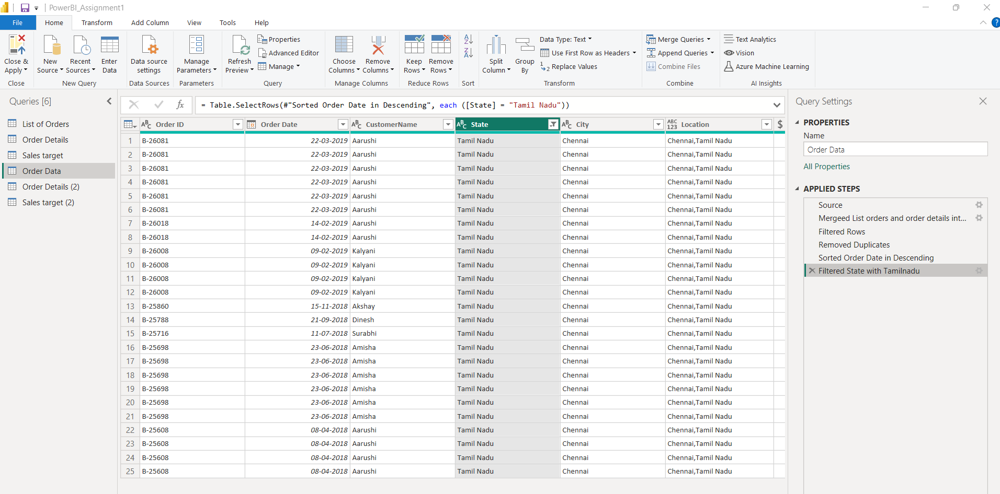 PowerBI_Assignment1
File Home Transform Add Column View Tools Help
Close & Apply
Close
New Source
Recent Sources
Enter Data
New Query
Data source settings
Data Sources
Manage Parameters
Parameters
Refresh Preview
Properties
Advanced Editor
Manage
Query
Choose Columns
Remove Columns
Manage Columns
Keep Rows
Remove Rows
Reduce Rows
Sort
Split Column
Group By
Data Type: Text
Use First Row as Headers
Replace Values
Transform
Merge Queries
Append Queries
Combine Files
Combine
Text Analytics
Vision
Azure Machine Learning
AI Insights
Queries [6]
List of Orders
Order Details
Sales target
Order Data
Order Details (2)
Sales target (2)
fx = Table.SelectRows(#"Sorted Order Date in Descending", each ([State] = "Tamil Nadu"))
ABC Order ID Order Date ABC CustomerName ABC State ABC City ABC 123 Location $
1 B-26081 22-03-2019 Aarushi Tamil Nadu Chennai Chennai,Tamil Nadu
2 B-26081 22-03-2019 Aarushi Tamil Nadu Chennai Chennai,Tamil Nadu
3 B-26081 22-03-2019 Aarushi Tamil Nadu Chennai Chennai,Tamil Nadu
4 B-26081 22-03-2019 Aarushi Tamil Nadu Chennai Chennai,Tamil Nadu
5 B-26081 22-03-2019 Aarushi Tamil Nadu Chennai Chennai,Tamil Nadu
6 B-26081 22-03-2019 Aarushi Tamil Nadu Chennai Chennai,Tamil Nadu
7 B-26018 14-02-2019 Aarushi Tamil Nadu Chennai Chennai,Tamil Nadu
8 B-26018 14-02-2019 Aarushi Tamil Nadu Chennai Chennai,Tamil Nadu
9 B-26008 09-02-2019 Kalyani Tamil Nadu Chennai Chennai,Tamil Nadu
10 B-26008 09-02-2019 Kalyani Tamil Nadu Chennai Chennai,Tamil Nadu
11 B-26008 09-02-2019 Kalyani Tamil Nadu Chennai Chennai,Tamil Nadu
12 B-26008 09-02-2019 Kalyani Tamil Nadu Chennai Chennai,Tamil Nadu
13 B-25860 15-11-2018 Akshay Tamil Nadu Chennai Chennai,Tamil Nadu
14 B-25788 21-09-2018 Dinesh Tamil Nadu Chennai Chennai,Tamil Nadu
15 B-25716 11-07-2018 Surabhi Tamil Nadu Chennai Chennai,Tamil Nadu
16 B-25698 23-06-2018 Amisha Tamil Nadu Chennai Chennai,Tamil Nadu
17 B-25698 23-06-2018 Amisha Tamil Nadu Chennai Chennai,Tamil Nadu
18 B-25698 23-06-2018 Amisha Tamil Nadu Chennai Chennai,Tamil Nadu
19 B-25698 23-06-2018 Amisha Tamil Nadu Chennai Chennai,Tamil Nadu
20 B-25698 23-06-2018 Amisha Tamil Nadu Chennai Chennai,Tamil Nadu
21 B-25698 23-06-2018 Amisha Tamil Nadu Chennai Chennai,Tamil Nadu
22 B-25608 08-04-2018 Aarushi Tamil Nadu Chennai Chennai,Tamil Nadu
23 B-25608 08-04-2018 Aarushi Tamil Nadu Chennai Chennai,Tamil Nadu
24 B-25608 08-04-2018 Aarushi Tamil Nadu Chennai Chennai,Tamil Nadu
25 B-25608 08-04-2018 Aarushi Tamil Nadu Chennai Chennai,Tamil Nadu
Query Settings
PROPERTIES
Name
Order Data
All Properties
APPLIED STEPS
Source
Mergeed List orders and order details int...
Filtered Rows
Removed Duplicates
Sorted Order Date in Descending
Filtered State with Tamilnadu